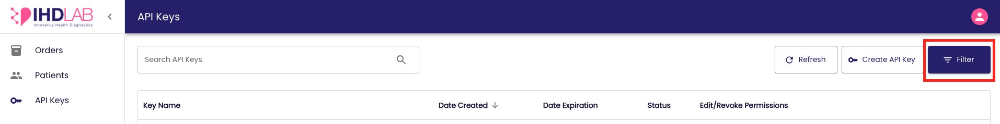 IHDLAB
Innovative Health Diagnostics
API Keys
Orders
Patients
API Keys
Search API Keys
Refresh
Create API Key
Filter
Key Name Date Created Date Expiration Status Edit/Revoke Permissions